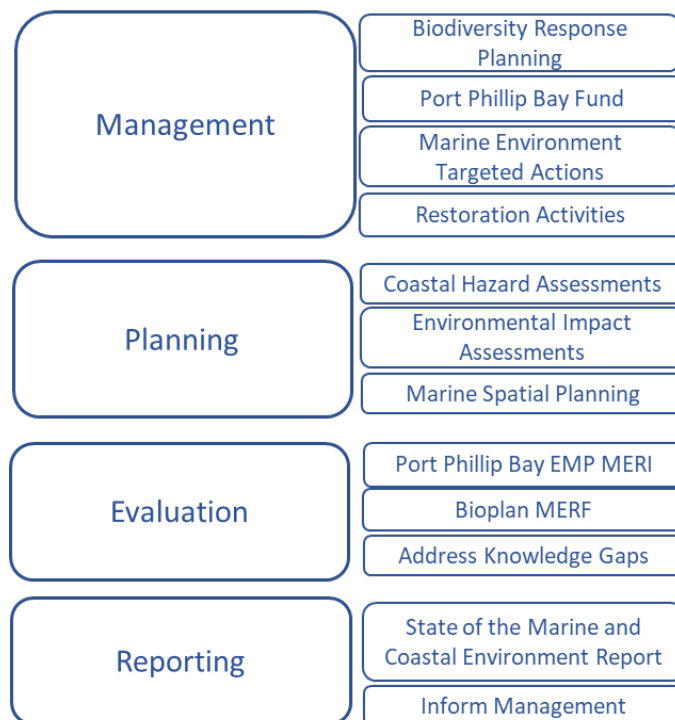 Management
Biodiversity Response
Planning
Port Phillip Bay Fund
Marine Environment
Targeted Actions
Restoration Activities
Planning
Coastal Hazard Assessments
Environmental Impact
Assessments
Marine Spatial Planning
Evaluation
Port Phillip Bay EMP MERI
Bioplan MERF
Address Knowledge Gaps
Reporting
State of the Marine and
Coastal Environment Report
Inform Management